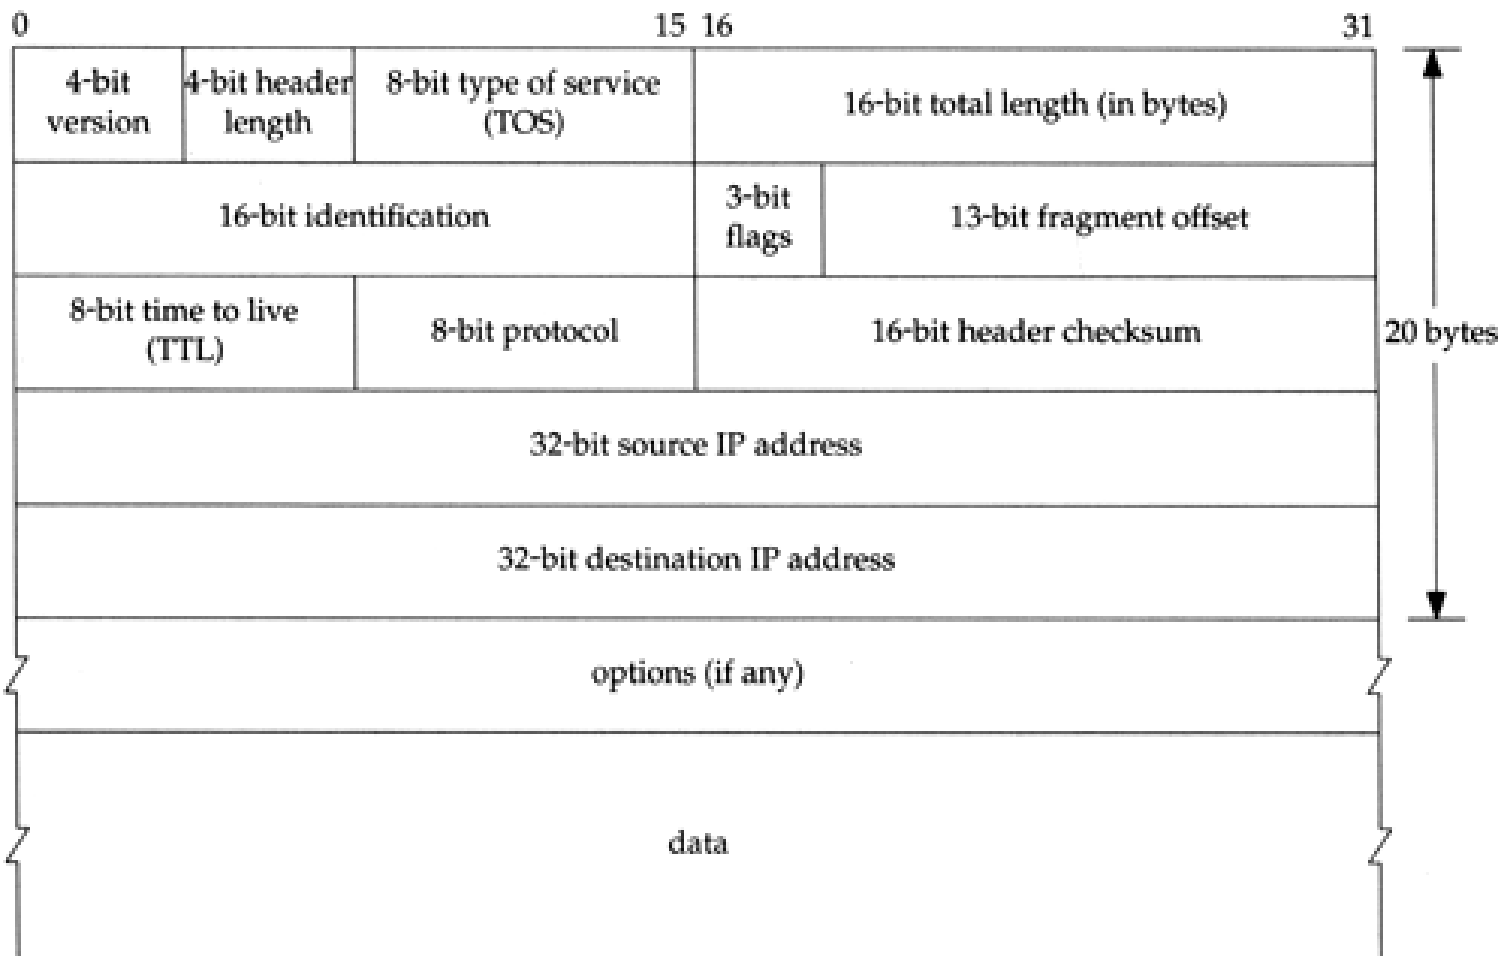 0 15 16 31
4-bit version
4-bit header length
8-bit type of service (TOS)
16-bit total length (in bytes)
16-bit identification
3-bit flags
13-bit fragment offset
8-bit time to live (TTL)
8-bit protocol
16-bit header checksum
20 bytes
32-bit source IP address
32-bit destination IP address
options (if any)
data